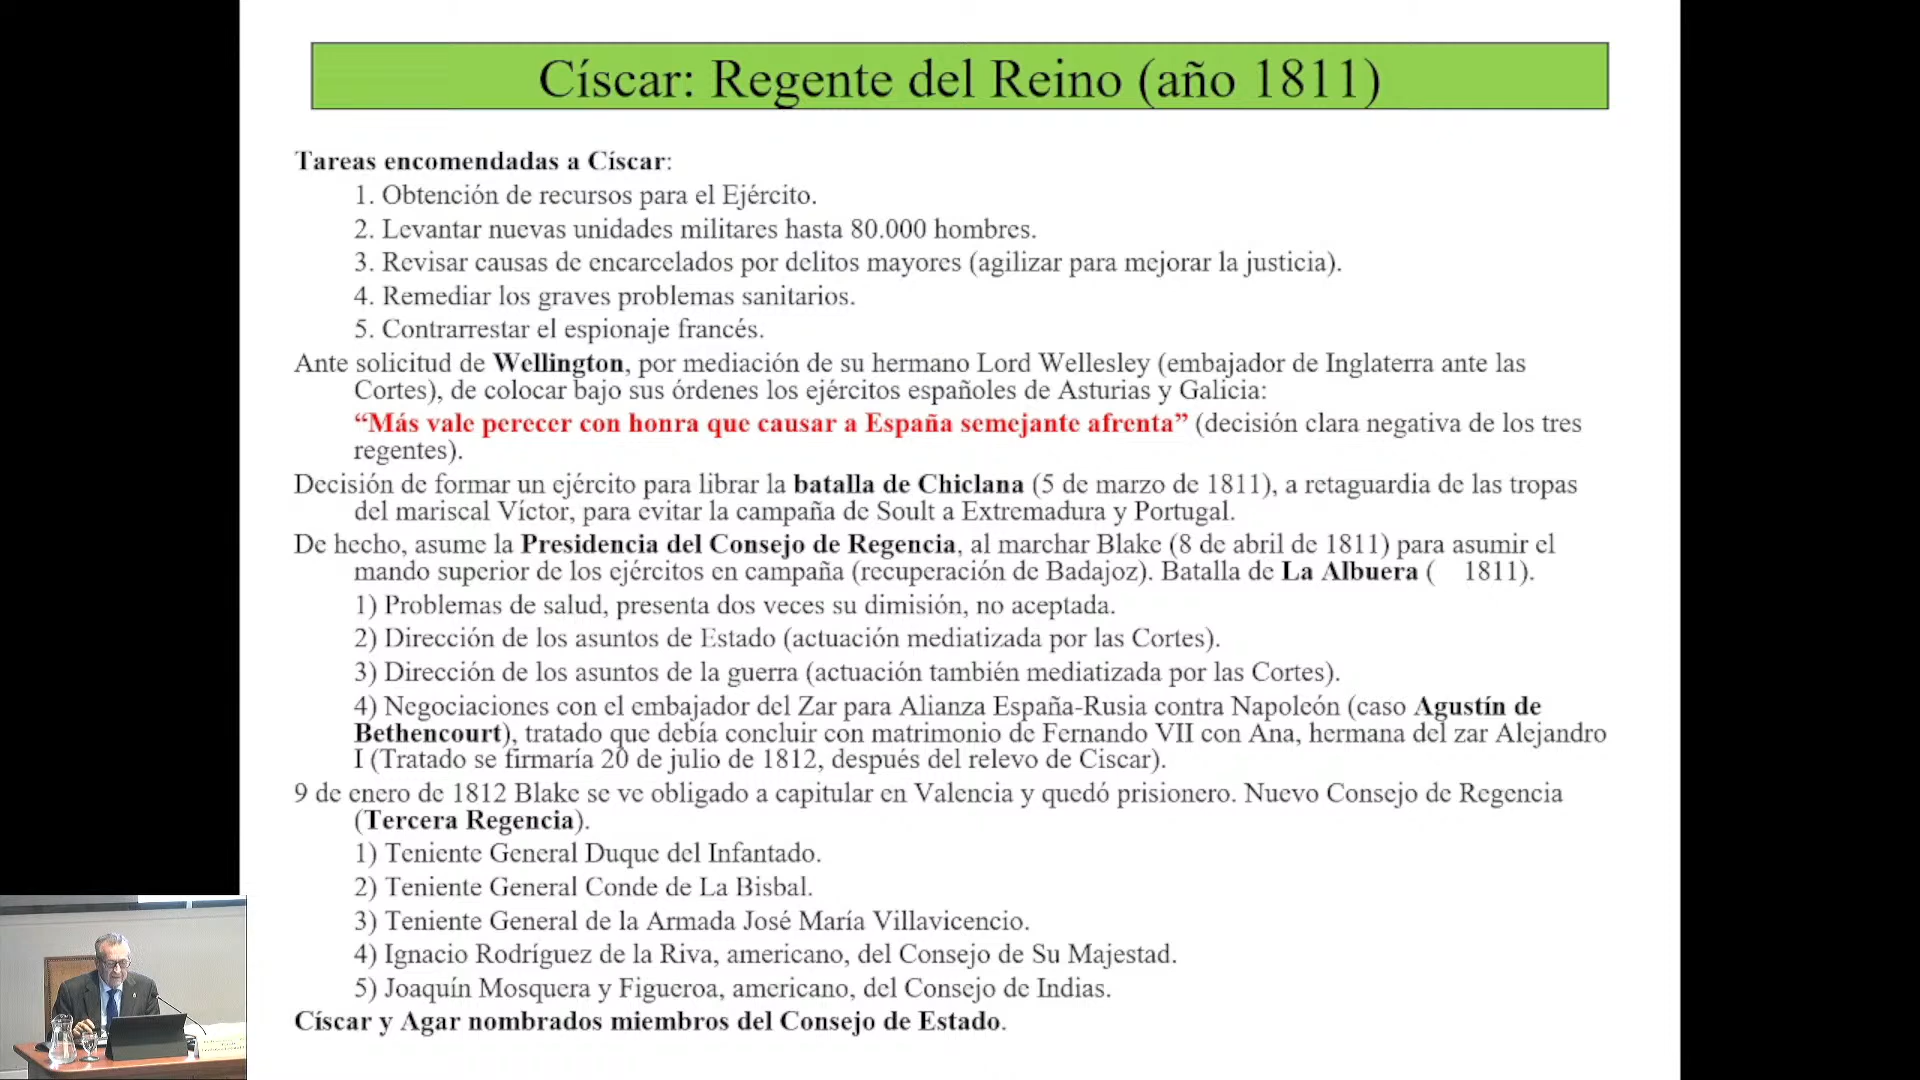 Císcar: Regente del Reino (año 1811)
Tareas encomendadas a Císcar:
1. Obtención de recursos para el Ejército.
2. Levantar nuevas unidades militares hasta 80.000 hombres.
3. Revisar causas de encarcelados por delitos mayores (agilizar para mejorar la justicia).
4. Remediar los graves problemas sanitarios.
5. Contrarrestar el espionaje francés.
Ante solicitud de Wellington, por mediación de su hermano Lord Wellesley (embajador de Inglaterra ante las
Cortes), de colocar bajo sus órdenes los ejércitos españoles de Asturias y Galicia:
“Más vale perecer con honra que causar a España semejante afrenta” (decisión clara negativa de los tres
regentes).
Decisión de formar un ejército para librar la batalla de Chiclana (5 de marzo de 1811), a retaguardia de las tropas
del mariscal Víctor, para evitar la campaña de Soult a Extremadura y Portugal.
De hecho, asume la Presidencia del Consejo de Regencia, al marchar Blake (8 de abril de 1811) para asumir el
mando superior de los ejércitos en campaña (recuperación de Badajoz). Batalla de La Albuera ( 1811).
1) Problemas de salud, presenta dos veces su dimisión, no aceptada.
2) Dirección de los asuntos de Estado (actuación mediatizada por las Cortes).
3) Dirección de los asuntos de la guerra (actuación también mediatizada por las Cortes).
4) Negociaciones con el embajador del Zar para Alianza España-Rusia contra Napoleón (caso Agustín de
Bethencourt), tratado que debía concluir con matrimonio de Fernando VII con Ana, hermana del zar Alejandro
I (Tratado se firmaría 20 de julio de 1812, después del relevo de Ciscar).
9 de enero de 1812 Blake se ve obligado a capitular en Valencia y quedó prisionero. Nuevo Consejo de Regencia
(Tercera Regencia).
1) Teniente General Duque del Infantado.
2) Teniente General Conde de La Bisbal.
3) Teniente General de la Armada José María Villavicencio.
4) Ignacio Rodríguez de la Riva, americano, del Consejo de Su Majestad.
5) Joaquín Mosquera y Figueroa, americano, del Consejo de Indias.
Císcar y Agar nombrados miembros del Consejo de Estado.